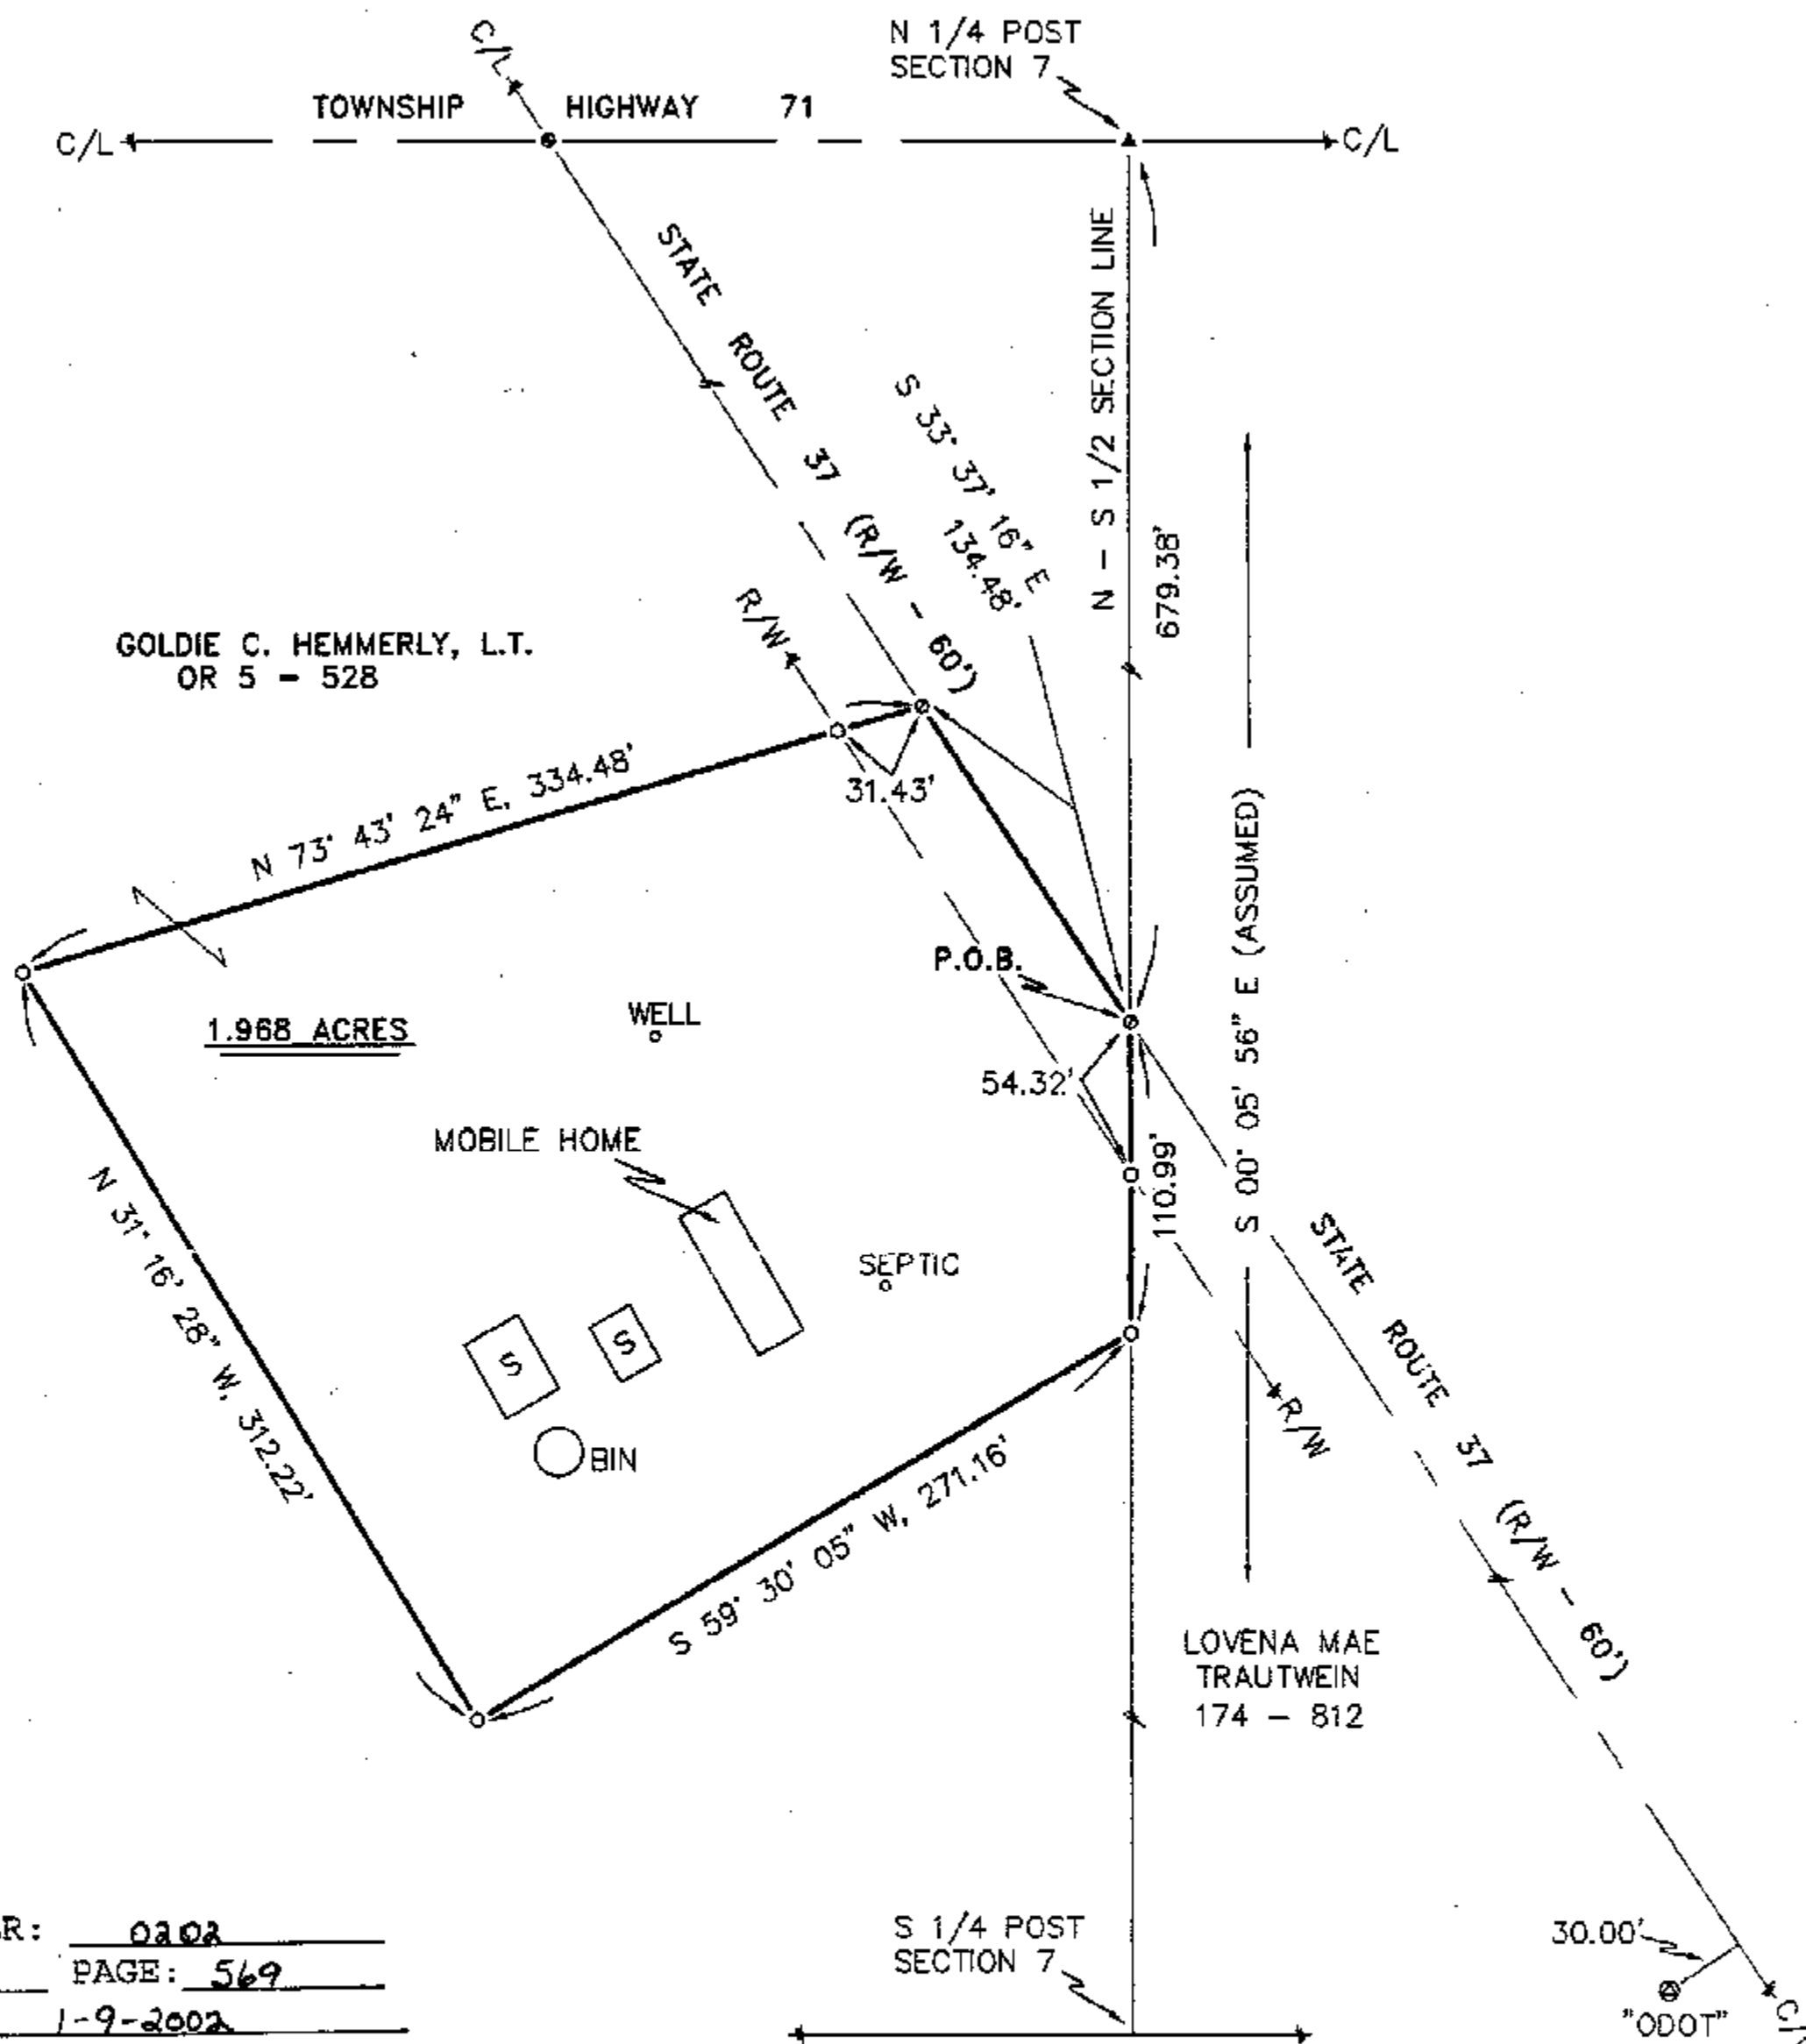 N 1/4 POST
SECTION 7
C/L
TOWNSHIP HIGHWAY 71
C/L
C/L
N - S 1/2 SECTION LINE
679.38'
STATE ROUTE 37 (R/W - 60')
S 33° 37' 16" E
134.48'
R/W
GOLDIE C. HEMMERLY, L.T.
OR 5 - 528
31.43'
N 73° 43' 24" E, 334.48'
S 00° 05' 56" E (ASSUMED)
P.O.B.
1.968 ACRES
WELL
54.32'
110.99'
MOBILE HOME
SEPTIC
N 31° 16' 28" W, 312.22'
S
S
BIN
STATE ROUTE 37 (R/W - 60')
R/W
S 59° 30' 05" W, 271.16'
LOVENA MAE
TRAUTWEIN
174 - 812
S 1/4 POST
SECTION 7
30.00'
"ODOT"
R: 0202
PAGE: 569
1-9-2002